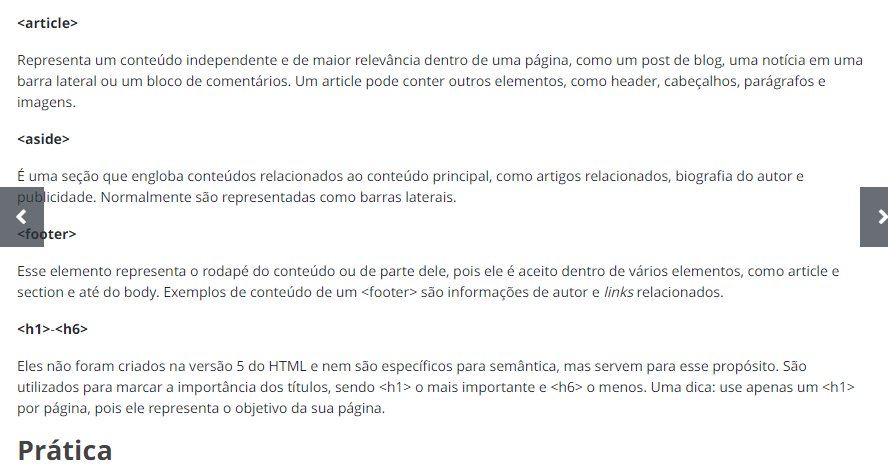 <article>
Representa um conteúdo independente e de maior relevância dentro de uma página, como um post de blog, uma notícia em uma
barra lateral ou um bloco de comentários. Um article pode conter outros elementos, como header, cabeçalhos, parágrafos e
imagens.
<aside>
É uma seção que engloba conteúdos relacionados ao conteúdo principal, como artigos relacionados, biografia do autor e
publicidade. Normalmente são representadas como barras laterais.
<footer>
Esse elemento representa o rodapé do conteúdo ou de parte dele, pois ele é aceito dentro de vários elementos, como article e
section e até do body. Exemplos de conteúdo de um <footer> são informações de autor e links relacionados.
<h1>-<h6>
Eles não foram criados na versão 5 do HTML e nem são específicos para semântica, mas servem para esse propósito. São
utilizados para marcar a importância dos títulos, sendo <h1> o mais importante e <h6> o menos. Uma dica: use apenas um <h1>
por página, pois ele representa o objetivo da sua página.
Prática